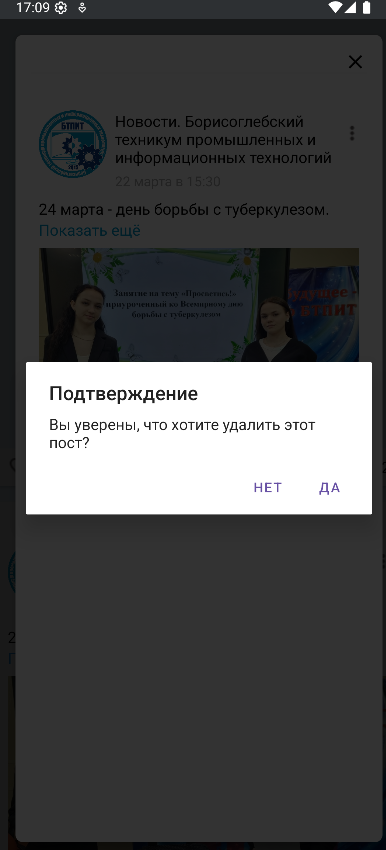 17:09
БТПИТ
Новости. Борисоглебский
техникум промышленных и
информационных технологий
22 марта в 15:30
24 марта - день борьбы с туберкулезом.
Показать ещё
Занятие на тему
приуроченный ко Всемирному дню
борьбы с туберкулезом
Подтверждение
Вы уверены, что хотите удалить этот
пост?
НЕТ
ДА